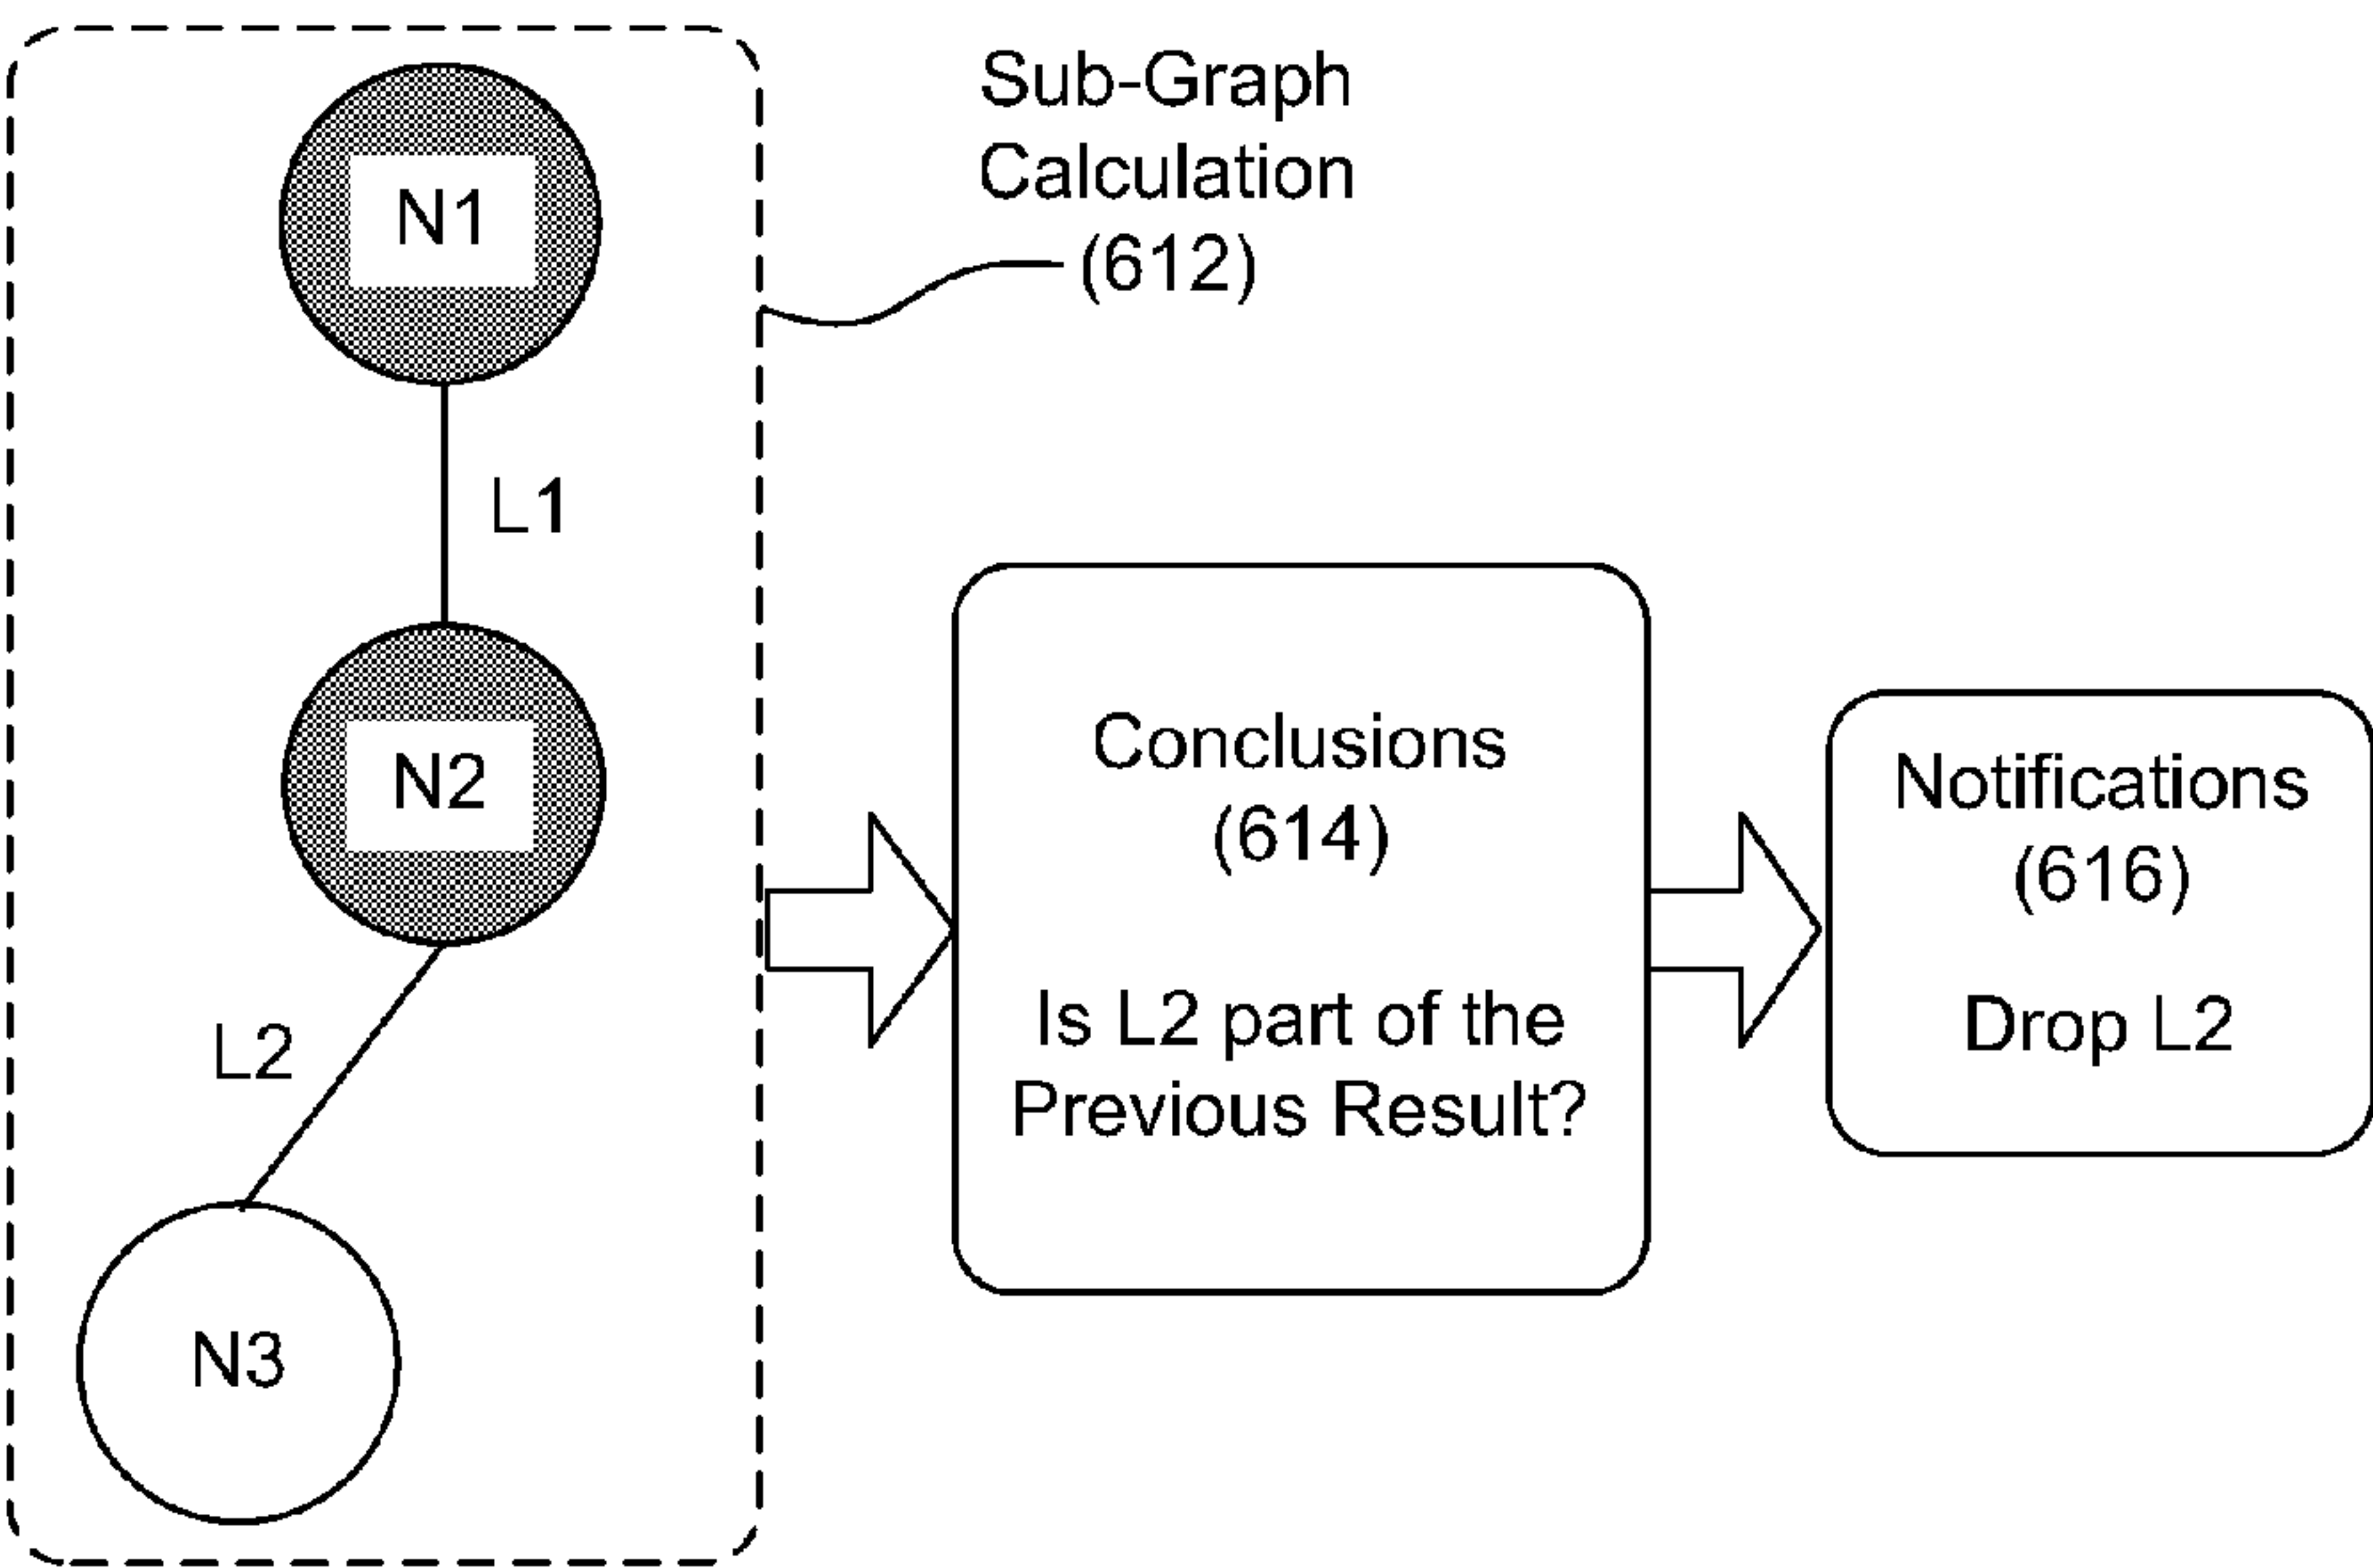 N1
Sub-Graph
Calculation
(612)
L1
N2
L2
N3
Conclusions
(614)
Is L2 part of the
Previous Result?
Notifications
(616)
Drop L2